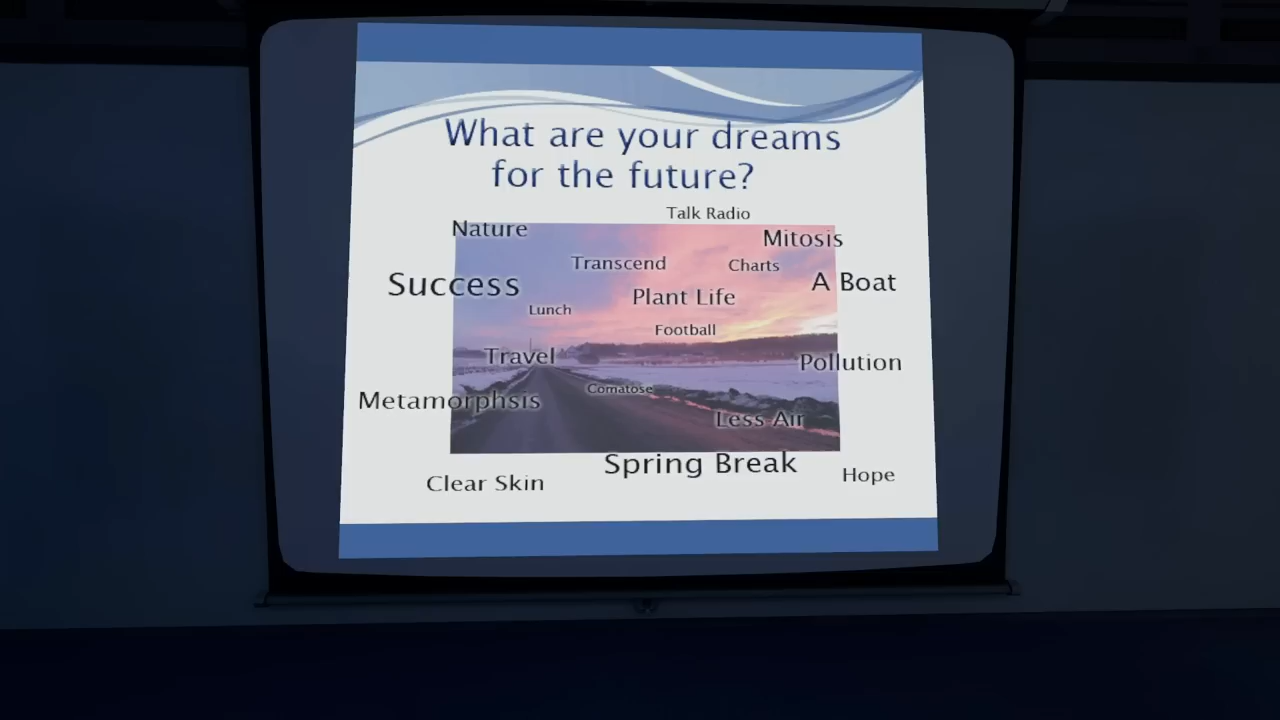 What are your dreams
for the future?
Talk Radio
Nature
Mitosis
Transcend
Charts
Success
A Boat
Plant Life
Lunch
Football
Travel
Pollution
Comatose
Metamorphsis
Less Air
Spring Break
Hope
Clear Skin